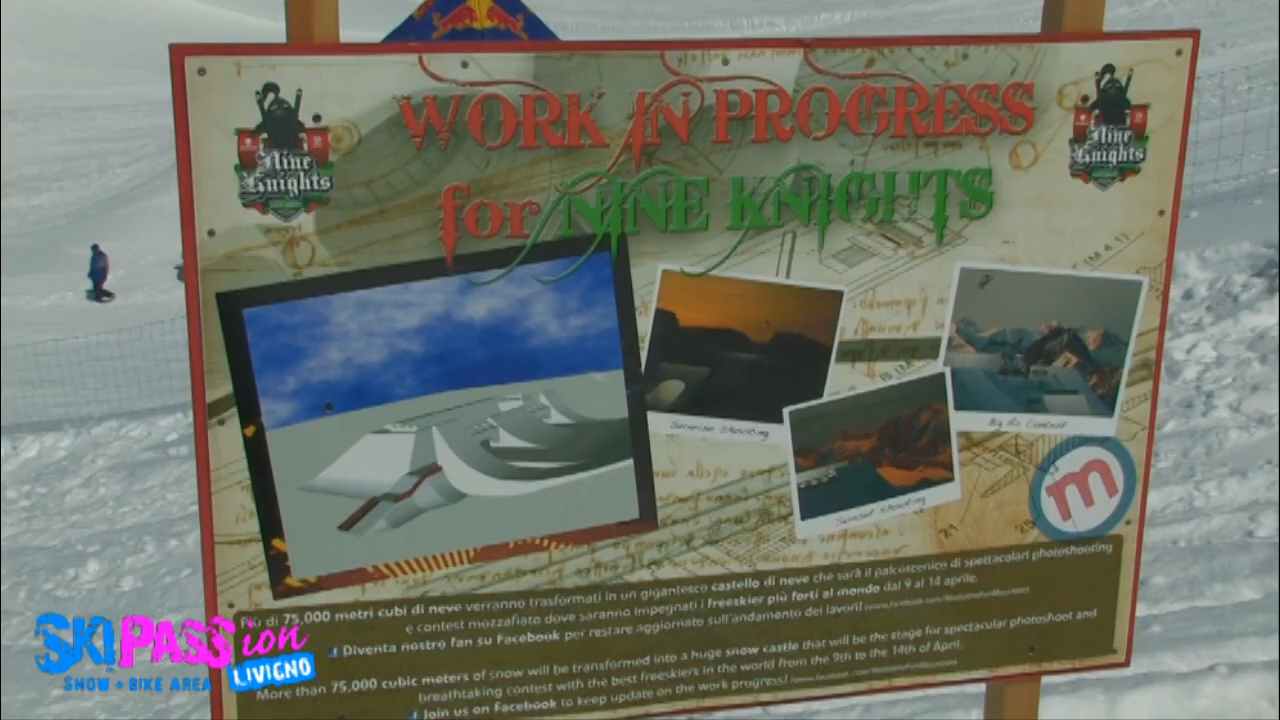 WORK IN PROGRESS
for NINE KNIGHTS
Nine Knights
Nine Knights
[M 4:1]
Sunrise Shooting
Sunset Shooting
Big Air Contest
m
Più di 75,000 metri cubi di neve verranno trasformati in un gigantesco castello di neve che sarà il palcoscenico di spettacolari photoshooting
e contest mozzafiato dove saranno impegnati i freeskier più forti al mondo dal 9 al 14 aprile.
f Diventa nostro fan su Facebook per restare aggiornato sull'andamento dei lavori!
More than 75,000 cubic meters of snow will be transformed into a huge snow castle that will be the stage for spectacular photoshoot and
breathtaking contest with the best freeskiers in the world from the 9th to the 14th of April.
f Join us on Facebook to keep update on the work progress!
SKIPASSion
LIVIGNO
SNOW + BIKE AREA